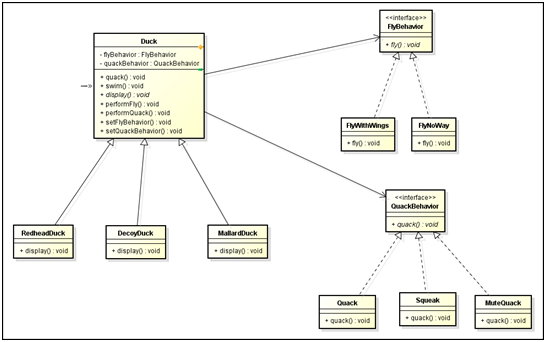 Duck
- flyBehavior : FlyBehavior
- quackBehavior : QuackBehavior
+ quack() : void
+ swim() : void
+ display() : void
+ performFly() : void
+ performQuack() : void
+ setFlyBehavior() : void
+ setQuackBehavior() : void
<<interface>>
FlyBehavior
+ fly() : void
FlyWithWings
+ fly() : void
FlyNoWay
+ fly() : void
<<interface>>
QuackBehavior
+ quack() : void
RedheadDuck
+ display() : void
DecoyDuck
+ display() : void
MallardDuck
+ display() : void
Quack
+ quack() : void
Squeak
+ quack() : void
MuteQuack
+ quack() : void